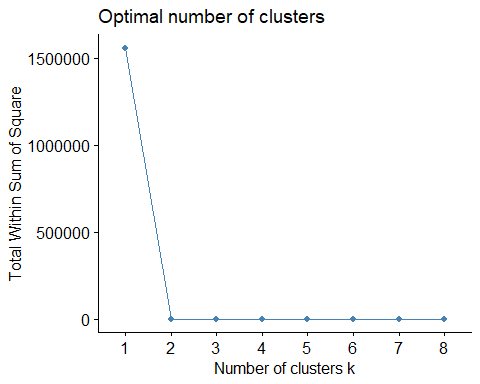 Optimal number of clusters
Total Within Sum of Square
1500000
1000000
500000
0
1 2 3 4 5 6 7 8
Number of clusters k